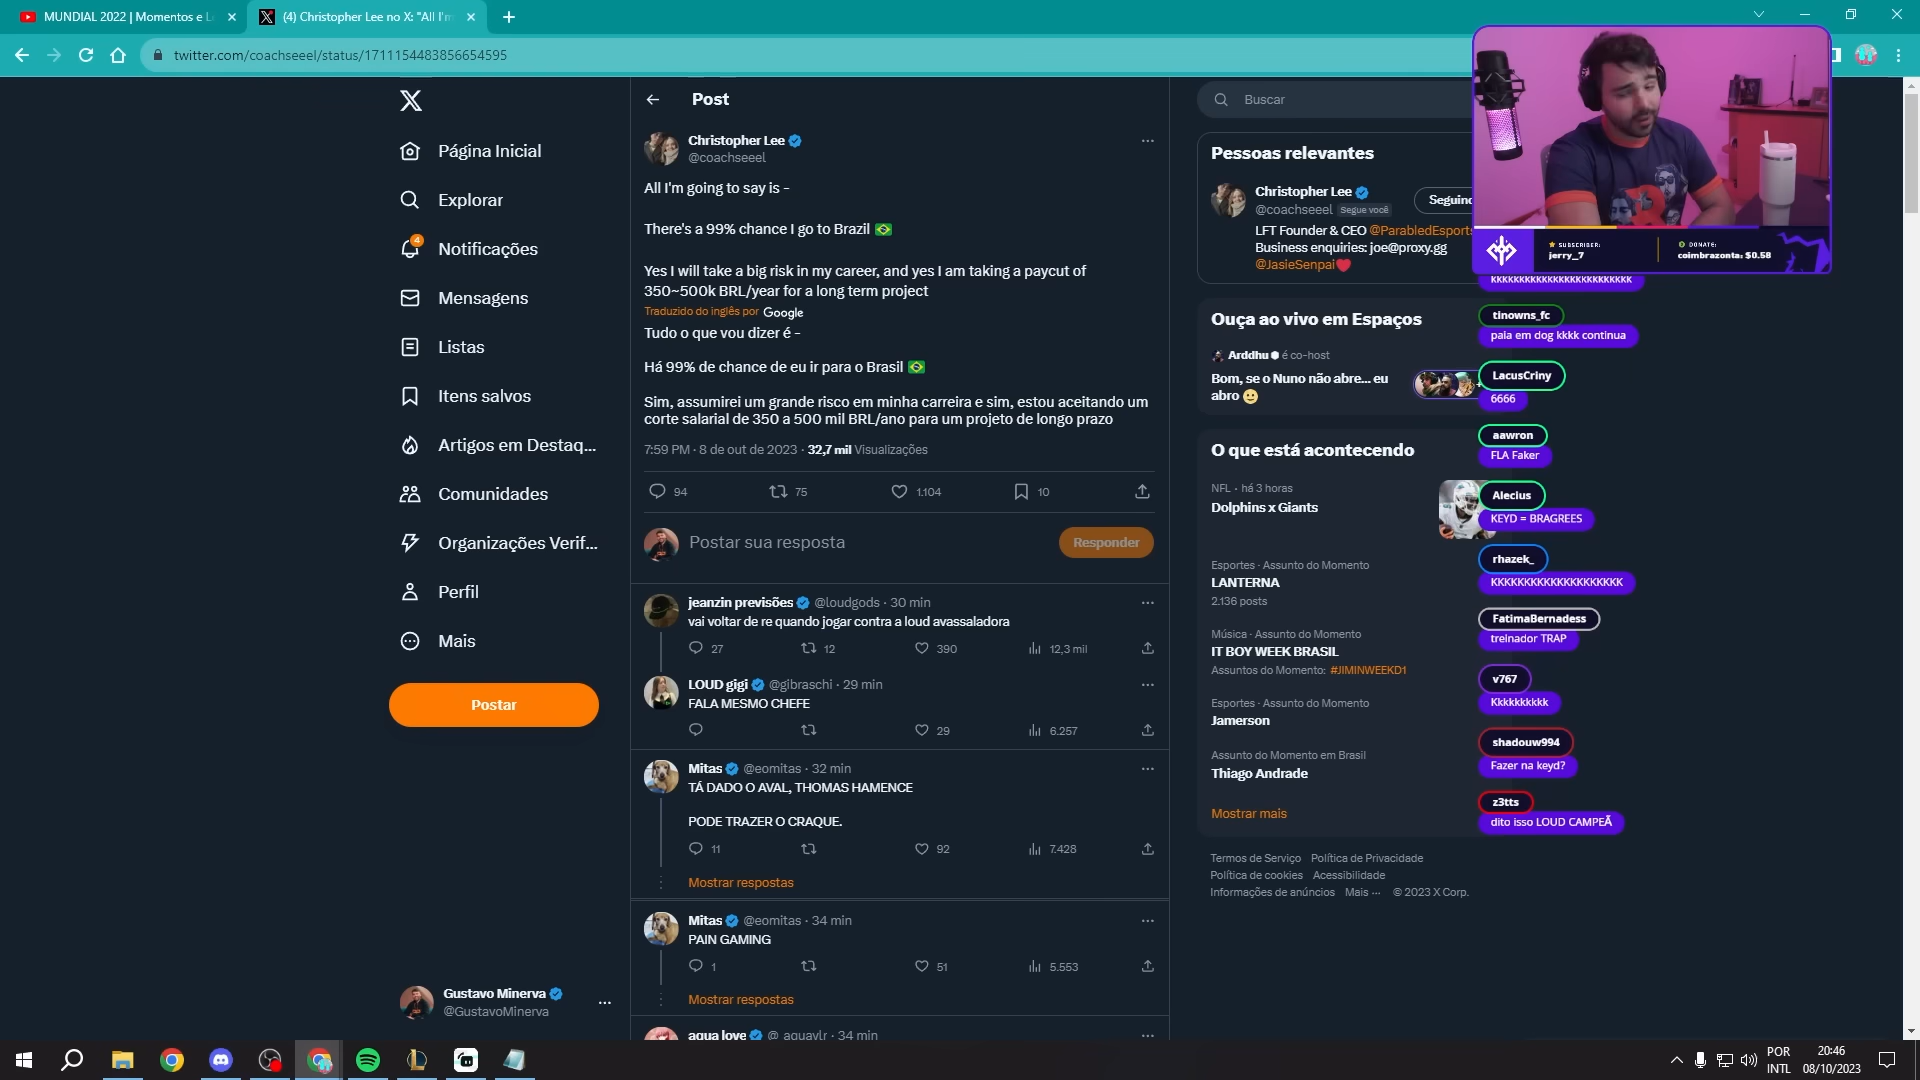 MUNDIAL 2022 | Momentos e L
(4) Christopher Lee no X: "All I'm
twitter.com/coachseeel/status/1711154483856654595
Página Inicial
Explorar
4
Notificações
Mensagens
Listas
Itens salvos
Artigos em Destaq...
Comunidades
Organizações Verif...
Perfil
Mais
Postar
Gustavo Minerva
@GustavoMinerva
Post
Christopher Lee
@coachseeel
All I'm going to say is -
There's a 99% chance I go to Brazil 🇧🇷
Yes I will take a big risk in my career, and yes I am taking a paycut of
350~500k BRL/year for a long term project
Traduzido do inglês por Google
Tudo o que vou dizer é -
Há 99% de chance de eu ir para o Brasil 🇧🇷
Sim, assumirei um grande risco em minha carreira e sim, estou aceitando um
corte salarial de 350 a 500 mil BRL/ano para um projeto de longo prazo
7:59 PM · 8 de out de 2023 · 32,7 mil Visualizações
94 75 1.104 10
Postar sua resposta
Responder
jeanzin previsões @loudgods · 30 min
vai voltar de re quando jogar contra a loud avassaladora
27 12 390 12,3 mil
LOUD gigi @gibraschi · 29 min
FALA MESMO CHEFE
29 6.257
Mitas @eomitas · 32 min
TÁ DADO O AVAL, THOMAS HAMENCE
PODE TRAZER O CRAQUE.
11 92 7.428
Mostrar respostas
Mitas @eomitas · 34 min
PAIN GAMING
1 51 5.553
Mostrar respostas
agua love @_aguavlr · 34 min
Buscar
Pessoas relevantes
Christopher Lee
@coachseeel Segue você
Seguind
LFT Founder & CEO @ParabledEsports
Business enquiries: joe@proxy.gg
@JasieSenpai❤️
Ouça ao vivo em Espaços
Arddhu é co-host
Bom, se o Nuno não abre... eu
abro 🙂
O que está acontecendo
NFL · há 3 horas
Dolphins x Giants
Esportes · Assunto do Momento
LANTERNA
2.136 posts
Música · Assunto do Momento
IT BOY WEEK BRASIL
Assuntos do Momento: #JIMINWEEKD1
Esportes · Assunto do Momento
Jamerson
Assunto do Momento em Brasil
Thiago Andrade
Mostrar mais
Termos de Serviço Política de Privacidade
Política de cookies Acessibilidade
Informações de anúncios Mais ··· © 2023 X Corp.
SUBSCRIBER:
jerry_7
DONATE:
coimbrazonta: $0.58
tinowns_fc
paia em dog kkkk continua
LacusCriny
6666
aawron
FLA Faker
Alecius
KEYD = BRAGREES
rhazek_
KKKKKKKKKKKKKKKKKKKK
FatimaBernadess
treinador TRAP
v767
Kkkkkkkkkk
shadouw994
Fazer na keyd?
z3tts
dito isso LOUD CAMPEÃ
POR
INTL
20:46
08/10/2023